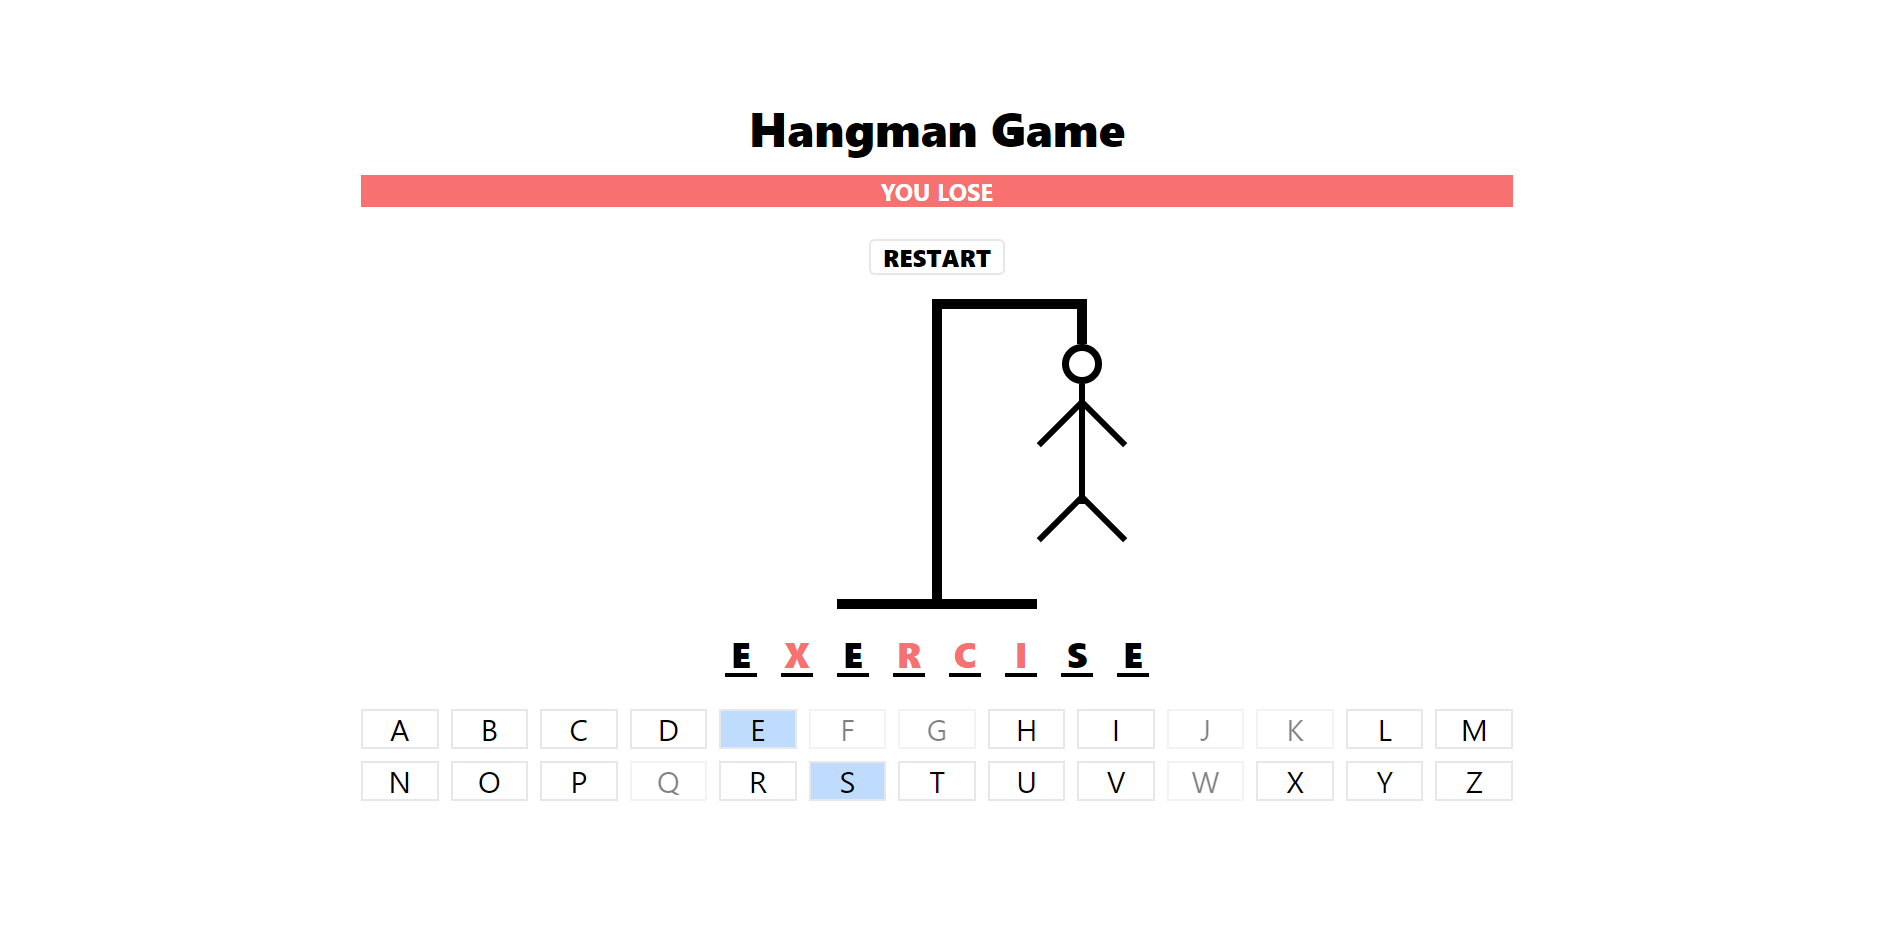 Hangman Game
YOU LOSE
RESTART
E X E R C I S E
A B C D E F G H I J K L M
N O P Q R S T U V W X Y Z